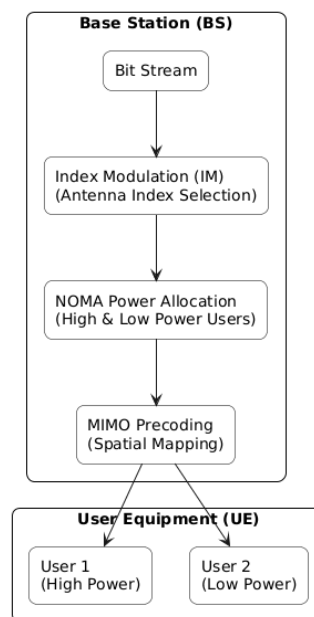 Base Station (BS)
Bit Stream
Index Modulation (IM)
(Antenna Index Selection)
NOMA Power Allocation
(High & Low Power Users)
MIMO Precoding
(Spatial Mapping)
User Equipment (UE)
User 1
(High Power)
User 2
(Low Power)